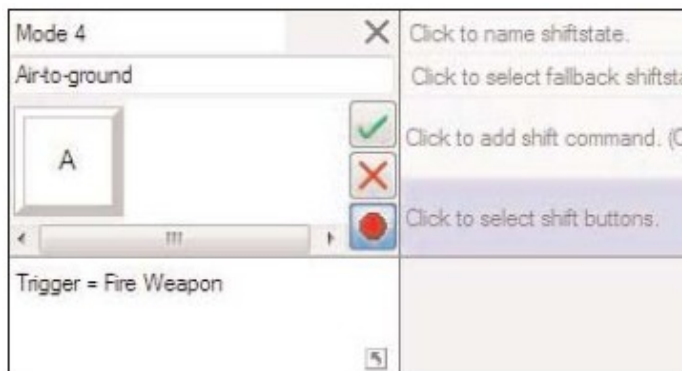 Mode 4
Click to name shiftstate.
Air-to-ground
Click to select fallback
A
Click to add shift command.
Click to select shift buttons.
Trigger = Fire Weapon